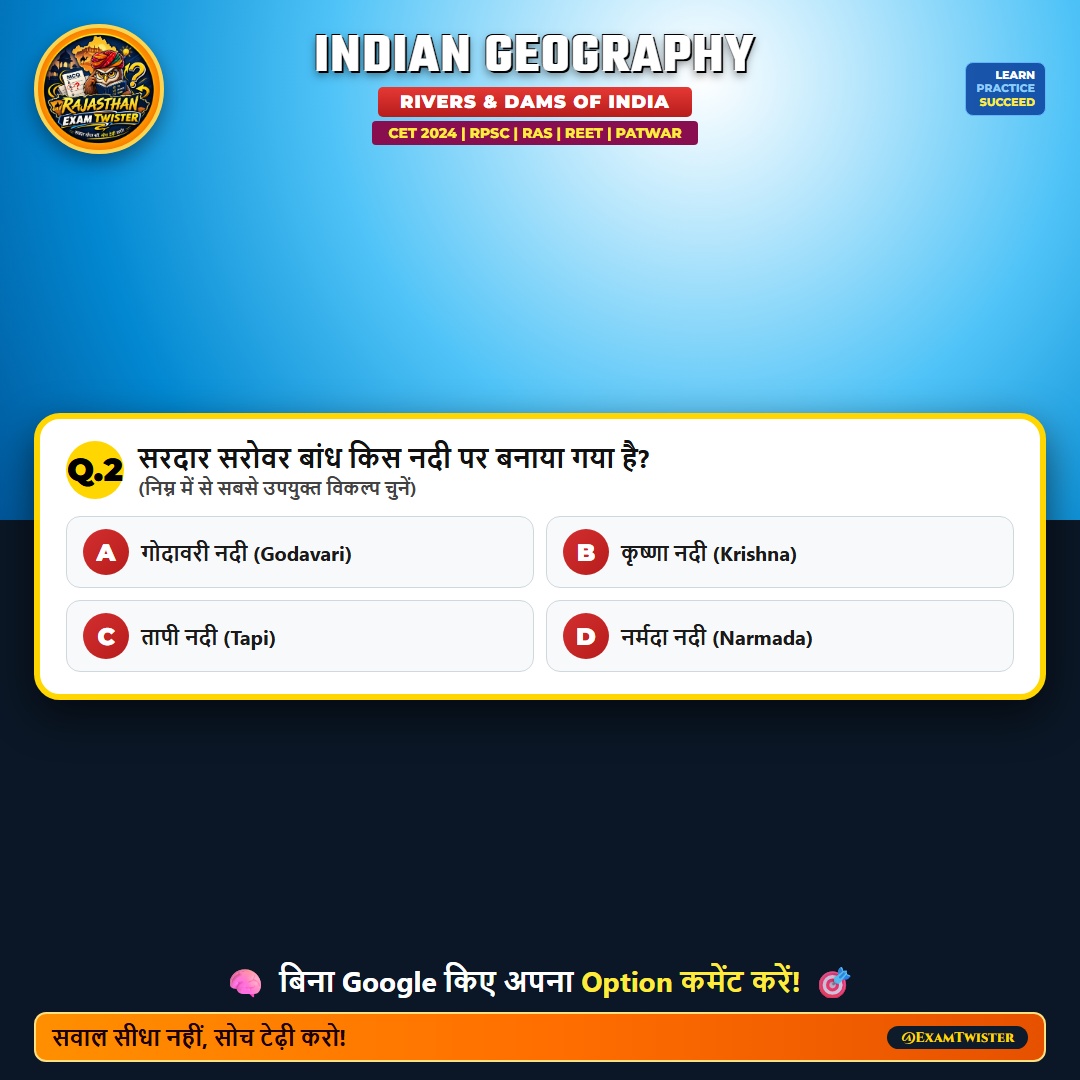 MCQ
RAJASTHAN
EXAM TWISTER
INDIAN GEOGRAPHY
RIVERS & DAMS OF INDIA
CET 2024 | RPSC | RAS | REET | PATWAR
LEARN
PRACTICE
SUCCEED
Q.2 सरदार सरोवर बांध किस नदी पर बनाया गया है?
(निम्न में से सबसे उपयुक्त विकल्प चुनें)
A गोदावरी नदी (Godavari)
B कृष्णा नदी (Krishna)
C तापी नदी (Tapi)
D नर्मदा नदी (Narmada)
बिना Google किए अपना Option कमेंट करें!
सवाल सीधा नहीं, सोच टेढ़ी करो!
@EXAMTWISTER